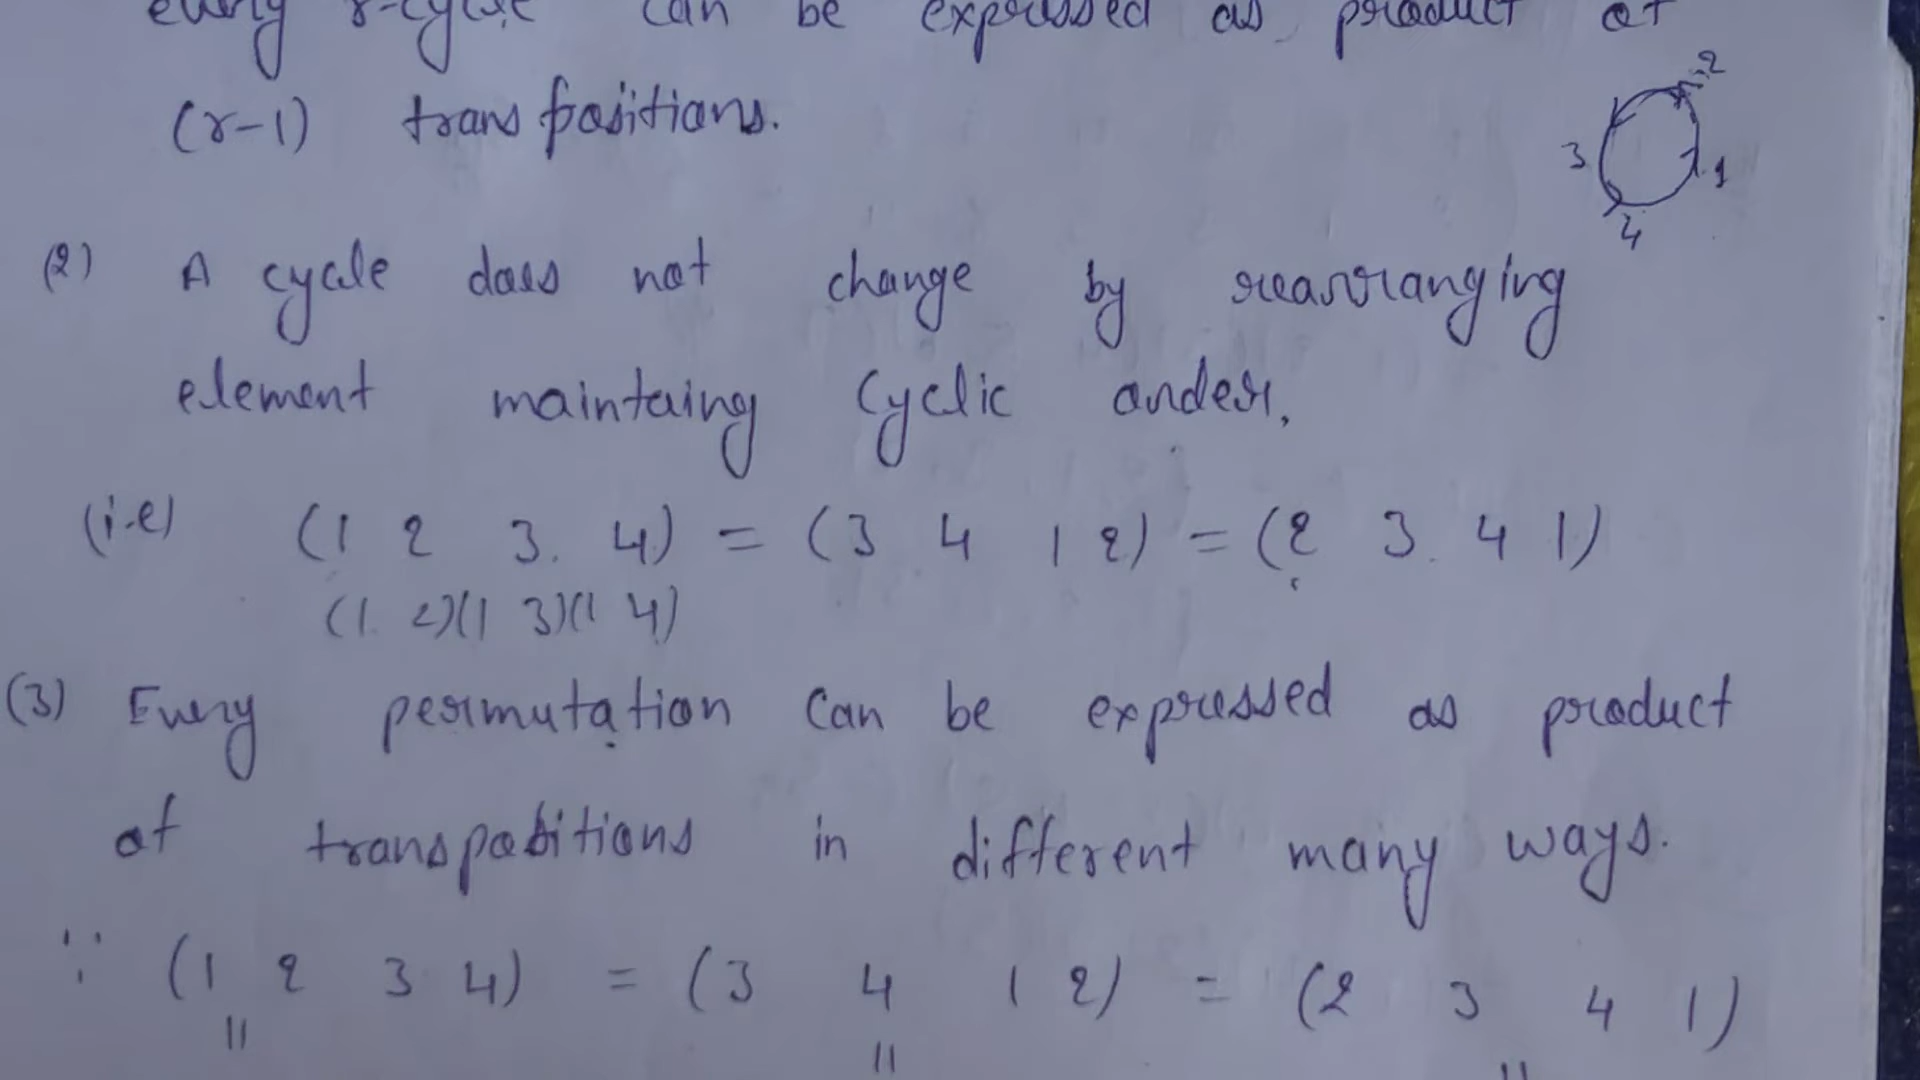 every r-cycle can be expressed as product of
(r-1) transpositions.
2
3
1
4
(2) A cycle does not change by rearranging
element maintaing cyclic order.
(i.e) (1 2 3. 4) = (3 4 1 2) = (2 3. 4 1)
(1 2)(1 3)(1 4)
(3) Every permutation can be expressed as product
of transpositions in different many ways.
∵ (1 2 3 4) = (3 4 1 2) = (2 3 4 1)
|| || ||